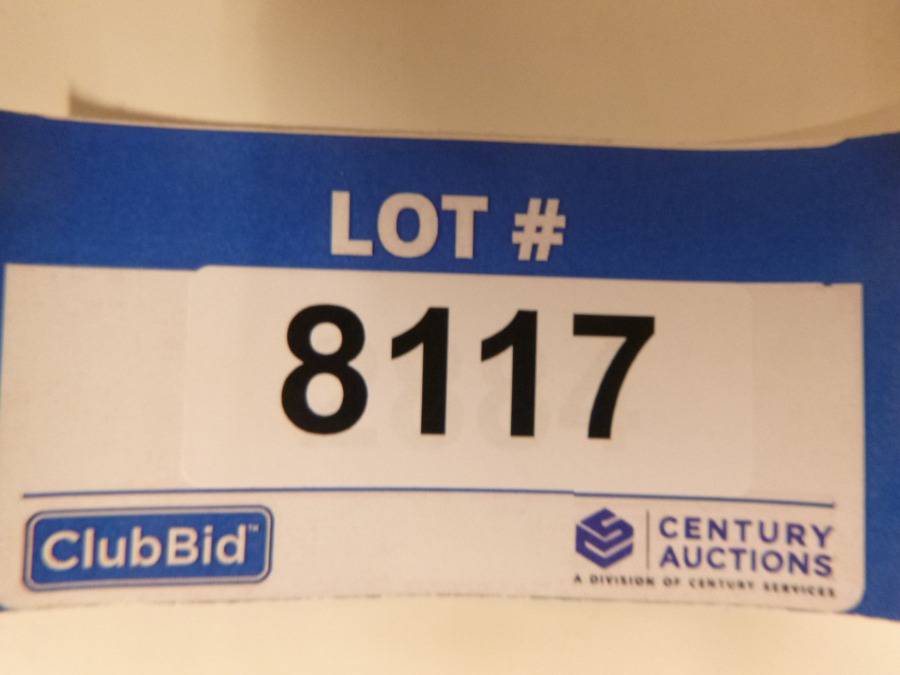 LOT #
8117
ClubBid™
CENTURY
AUCTIONS
A DIVISION OF CENTURY SERVICES